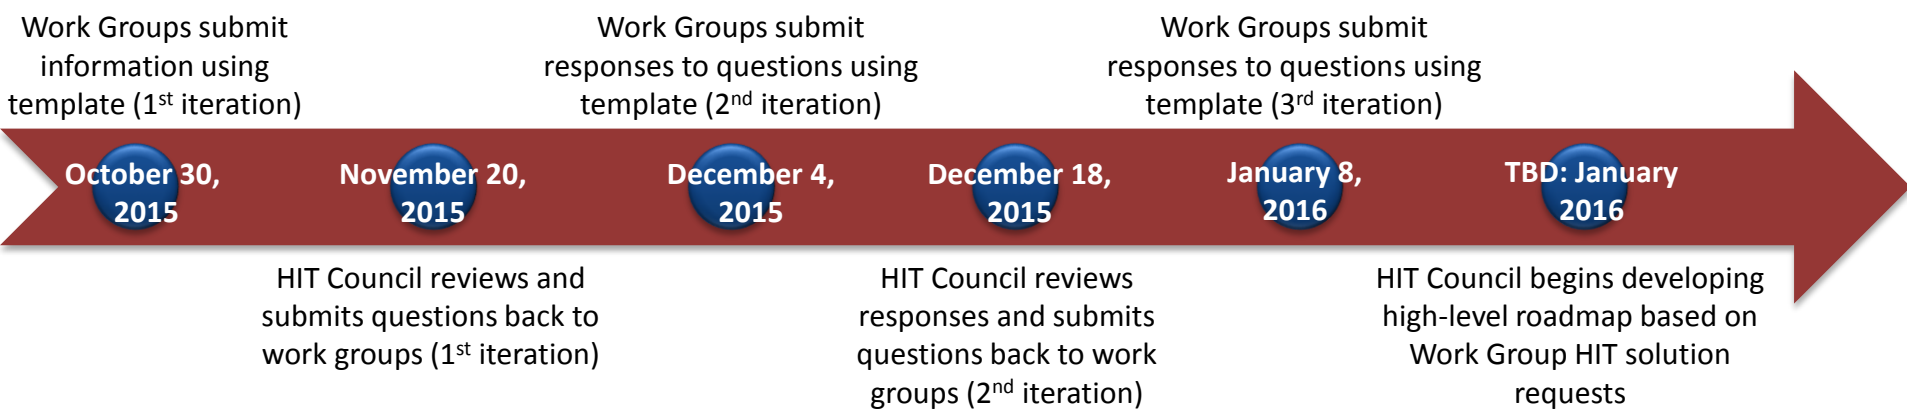 Work Groups submit
information using
template (1st iteration)
Work Groups submit
responses to questions using
template (2nd iteration)
Work Groups submit
responses to questions using
template (3rd iteration)
October 30,
2015
November 20,
2015
December 4,
2015
December 18,
2015
January 8,
2016
TBD: January
2016
HIT Council reviews and
submits questions back to
work groups (1st iteration)
HIT Council reviews
responses and submits
questions back to work
groups (2nd iteration)
HIT Council begins developing
high-level roadmap based on
Work Group HIT solution
requests